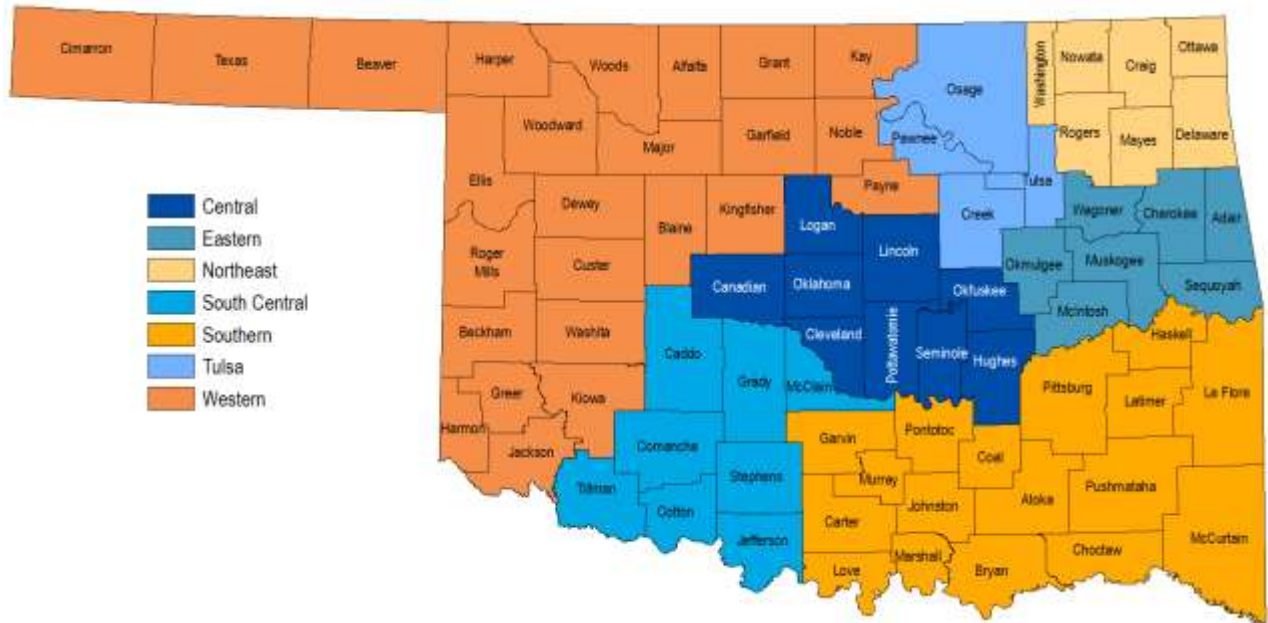 Cimarron
Texas
Beaver
Harper
Woods
Alfalfa
Grant
Kay
Osage
Washington
Nowata
Craig
Ottawa
Woodward
Major
Garfield
Noble
Pawnee
Rogers
Mayes
Delaware
Ellis
Dewey
Blaine
Kingfisher
Logan
Payne
Creek
Tulsa
Wagoner
Cherokee
Adair
Roger
Mills
Custer
Canadian
Oklahoma
Lincoln
Okfuskee
Okmulgee
Muskogee
Sequoyah
McIntosh
Beckham
Washita
Caddo
Grady
Cleveland
McClain
Pottawatomie
Seminole
Hughes
Haskell
Pittsburg
Latimer
Le Flore
Greer
Kiowa
Harmon
Jackson
Comanche
Tillman
Cotton
Stephens
Jefferson
Garvin
Pontotoc
Coal
Murray
Johnston
Atoka
Pushmataha
Carter
Love
Marshall
Bryan
Choctaw
McCurtain
Central
Eastern
Northeast
South Central
Southern
Tulsa
Western